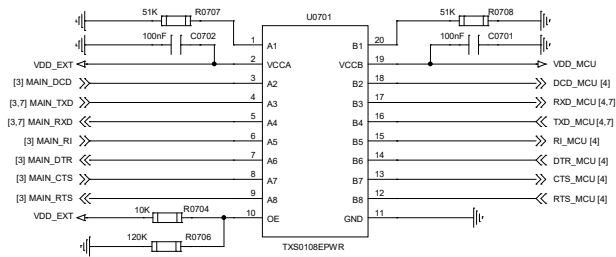 51K R0707 U0701 51K R0708
100nF C0702 1 A1 B1 20 100nF C0701
VDD_EXT 2 VCCA VCCB 19 VDD_MCU
[3] MAIN_DCD 3 A2 B2 18 DCD_MCU [4]
[3,7] MAIN_TXD 4 A3 B3 17 RXD_MCU [4,7]
[3,7] MAIN_RXD 5 A4 B4 16 TXD_MCU [4,7]
[3] MAIN_RI 6 A5 B5 15 RI_MCU [4]
[3] MAIN_DTR 7 A6 B6 14 DTR_MCU [4]
[3] MAIN_CTS 8 A7 B7 13 CTS_MCU [4]
[3] MAIN_RTS 9 A8 B8 12 RTS_MCU [4]
VDD_EXT 10K R0704 10 OE GND 11
120K R0706
TXS0108EPWR